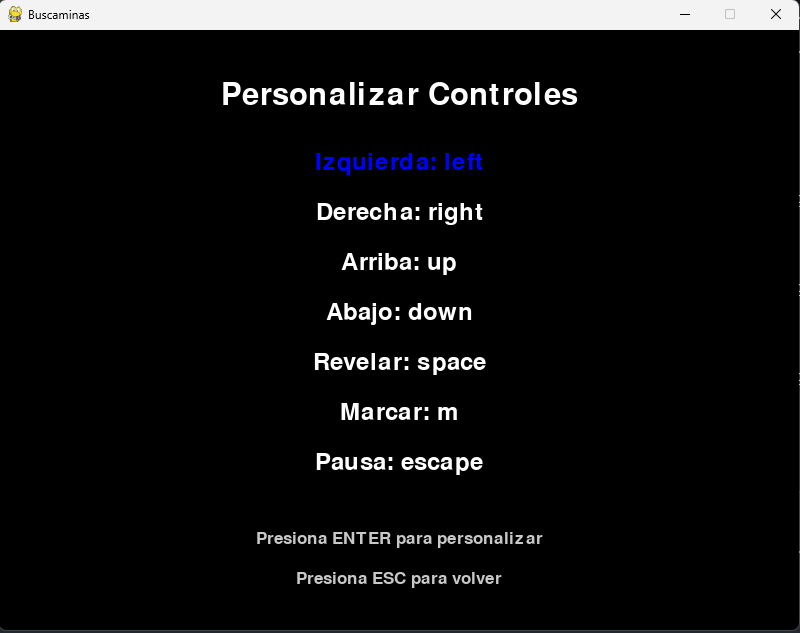 Buscaminas
Personalizar Controles
Izquierda: left
Derecha: right
Arriba: up
Abajo: down
Revelar: space
Marcar: m
Pausa: escape
Presiona ENTER para personalizar
Presiona ESC para volver